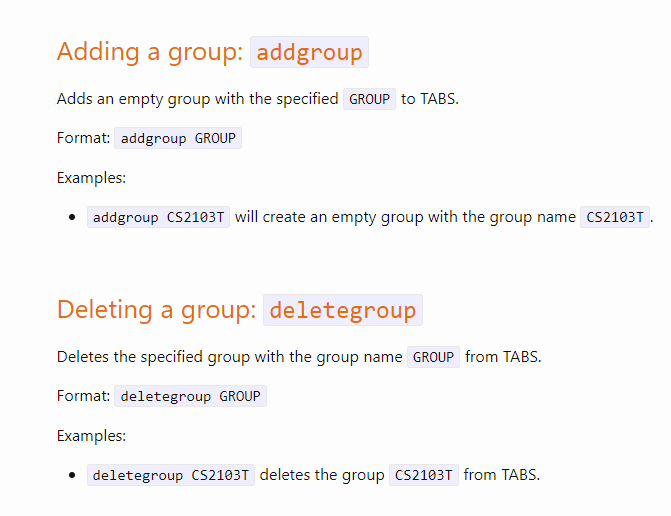 Adding a group: addgroup
Adds an empty group with the specified GROUP to TABS.
Format: addgroup GROUP
Examples:
• addgroup CS2103T will create an empty group with the group name CS2103T.
Deleting a group: deletegroup
Deletes the specified group with the group name GROUP from TABS.
Format: deletegroup GROUP
Examples:
• deletegroup CS2103T deletes the group CS2103T from TABS.